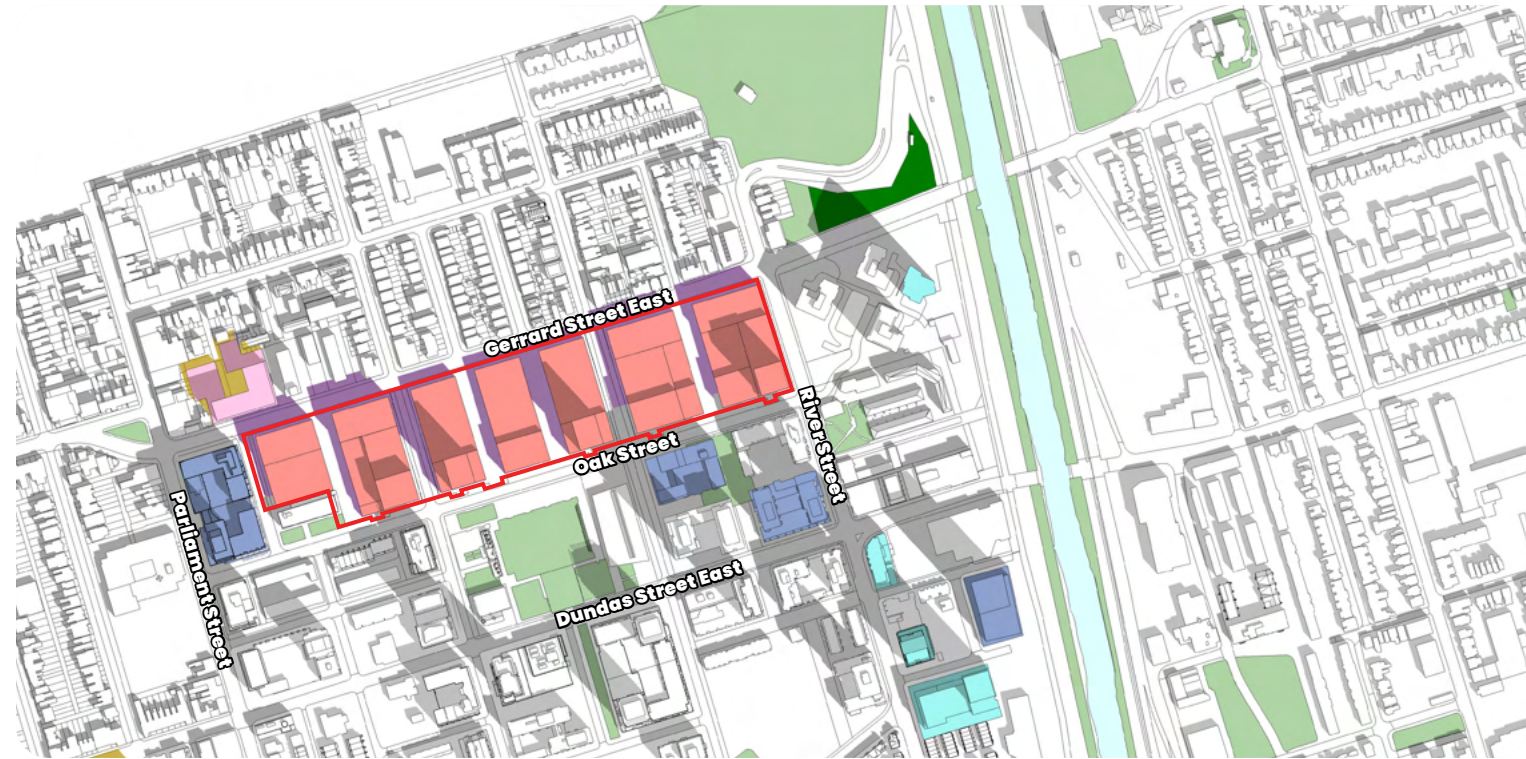 Gerrard Street East
River Street
Oak Street
Parliament Street
Dundas Street East